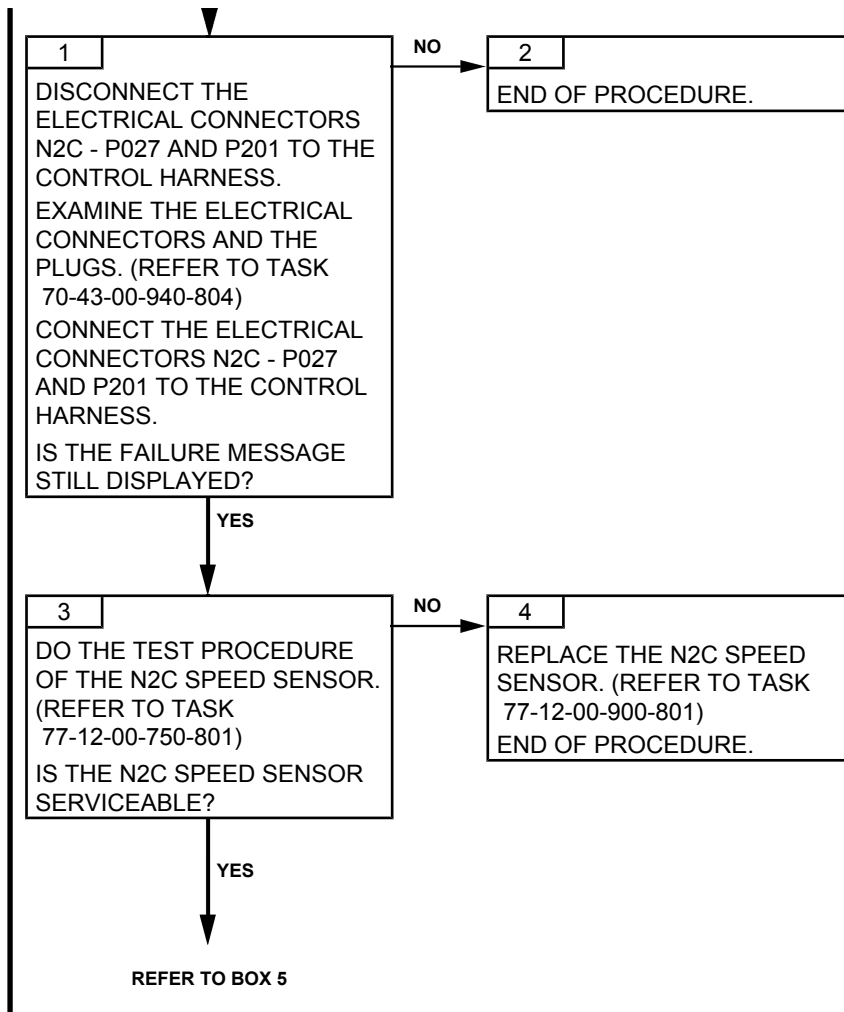 1
DISCONNECT THE
ELECTRICAL CONNECTORS
N2C - P027 AND P201 TO THE
CONTROL HARNESS.
EXAMINE THE ELECTRICAL
CONNECTORS AND THE
PLUGS. (REFER TO TASK
70-43-00-940-804)
CONNECT THE ELECTRICAL
CONNECTORS N2C - P027
AND P201 TO THE CONTROL
HARNESS.
IS THE FAILURE MESSAGE
STILL DISPLAYED?
NO
2
END OF PROCEDURE.
YES
3
DO THE TEST PROCEDURE
OF THE N2C SPEED SENSOR.
(REFER TO TASK
77-12-00-750-801)
IS THE N2C SPEED SENSOR
SERVICEABLE?
NO
4
REPLACE THE N2C SPEED
SENSOR. (REFER TO TASK
77-12-00-900-801)
END OF PROCEDURE.
YES
REFER TO BOX 5